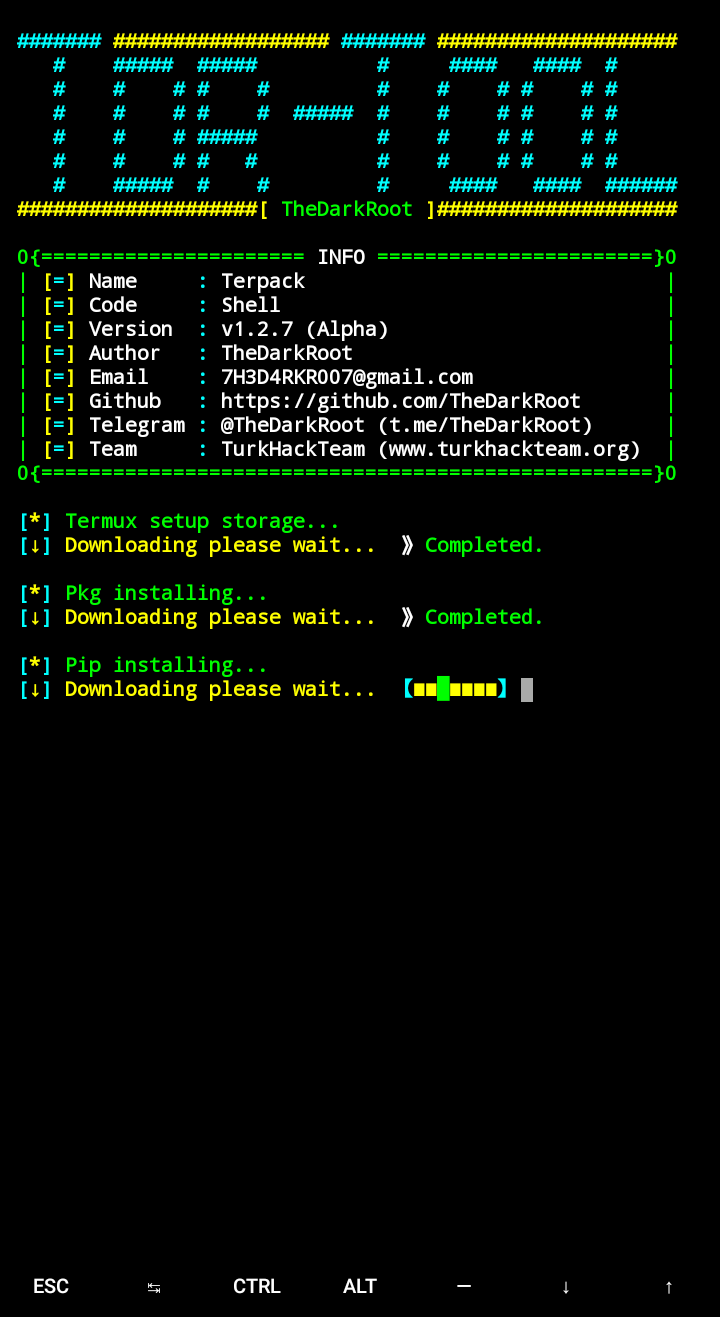 TOR-TOOL
[ TheDarkRoot ]
INFO
[=] Name : Terpack
[=] Code : Shell
[=] Version : v1.2.7 (Alpha)
[=] Author : TheDarkRoot
[=] Email : 7H3D4RKR007@gmail.com
[=] Github : https://github.com/TheDarkRoot
[=] Telegram : @TheDarkRoot (t.me/TheDarkRoot)
[=] Team : TurkHackTeam (www.turkhackteam.org)
[*] Termux setup storage...
[↓] Downloading please wait... ⟫ Completed.
[*] Pkg installing...
[↓] Downloading please wait... ⟫ Completed.
[*] Pip installing...
[↓] Downloading please wait... 【■■■■■■■】
ESC ↹ CTRL ALT — ↓ ↑